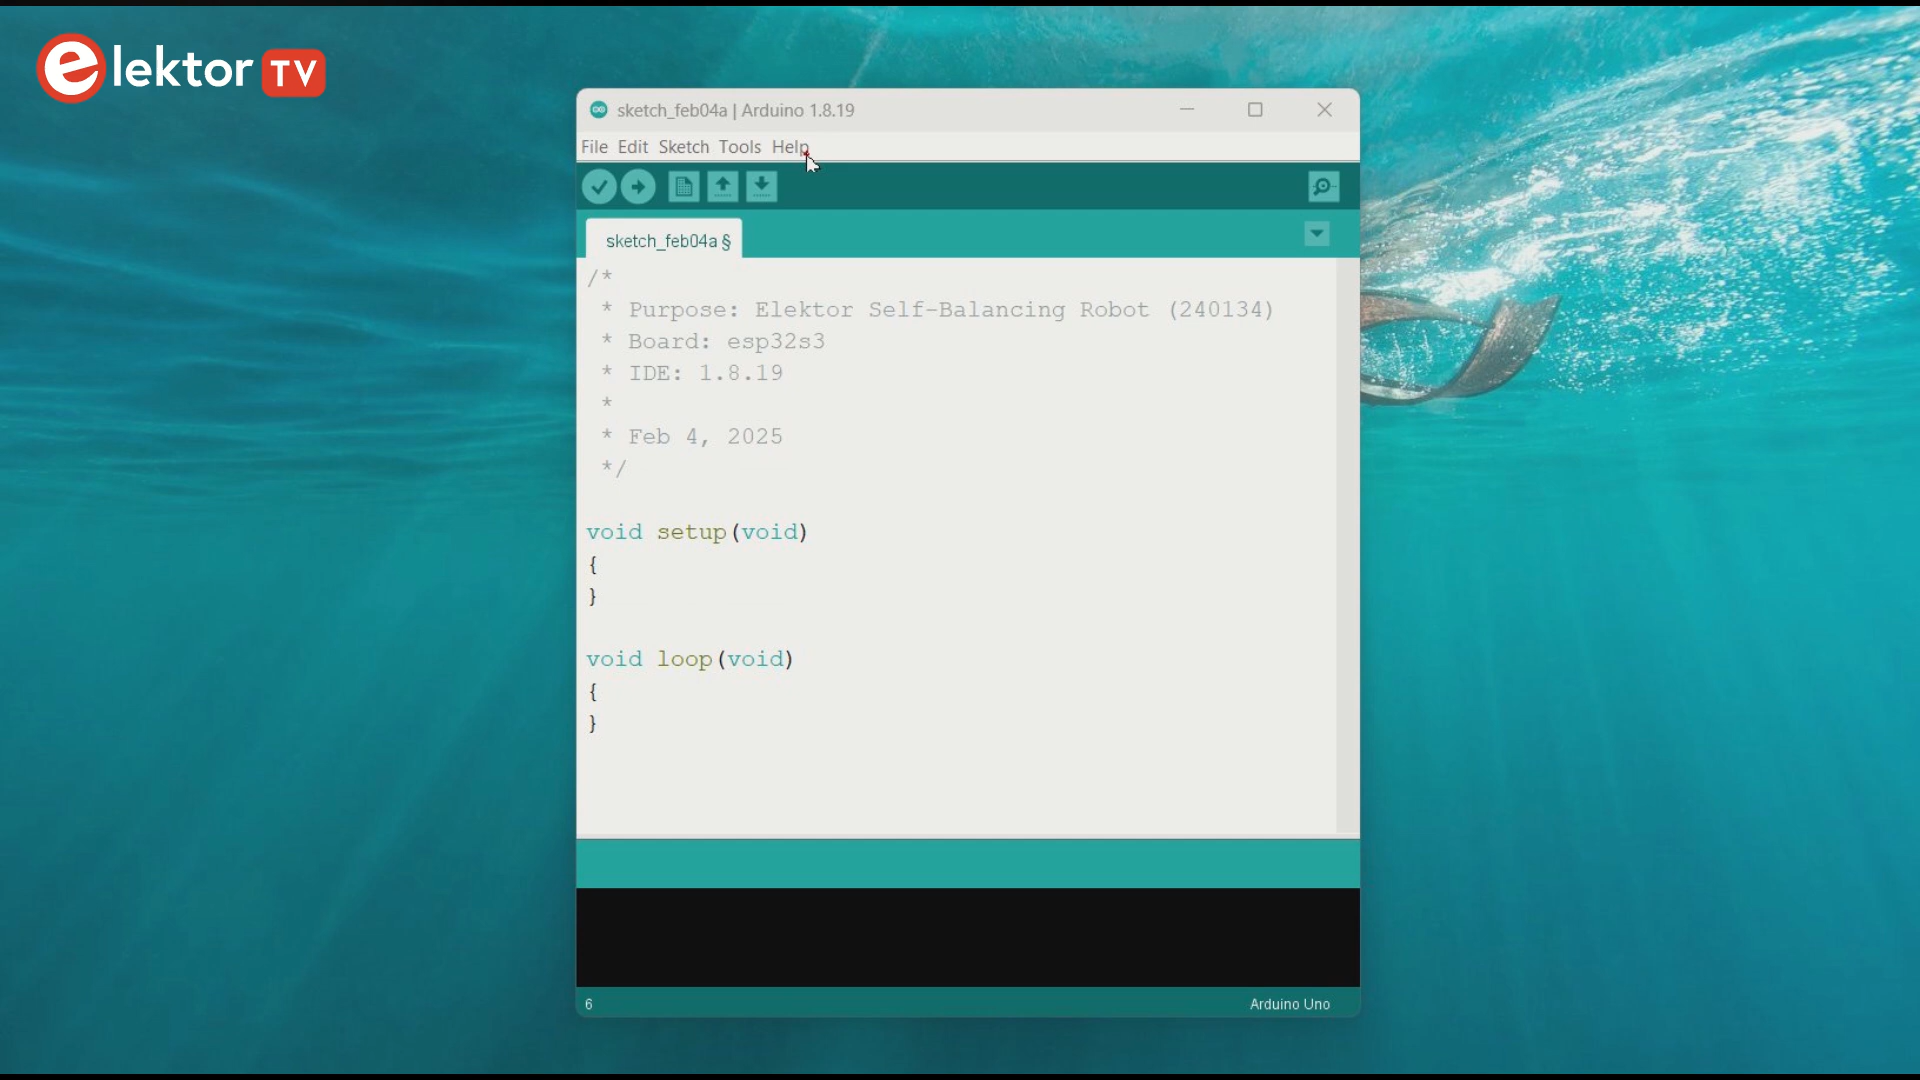 elektor TV
sketch_feb04a | Arduino 1.8.19
File Edit Sketch Tools Help
sketch_feb04a §
/*
* Purpose: Elektor Self-Balancing Robot (240134)
* Board: esp32s3
* IDE: 1.8.19
*
* Feb 4, 2025
*/
void setup(void)
{
}
void loop(void)
{
}
6
Arduino Uno